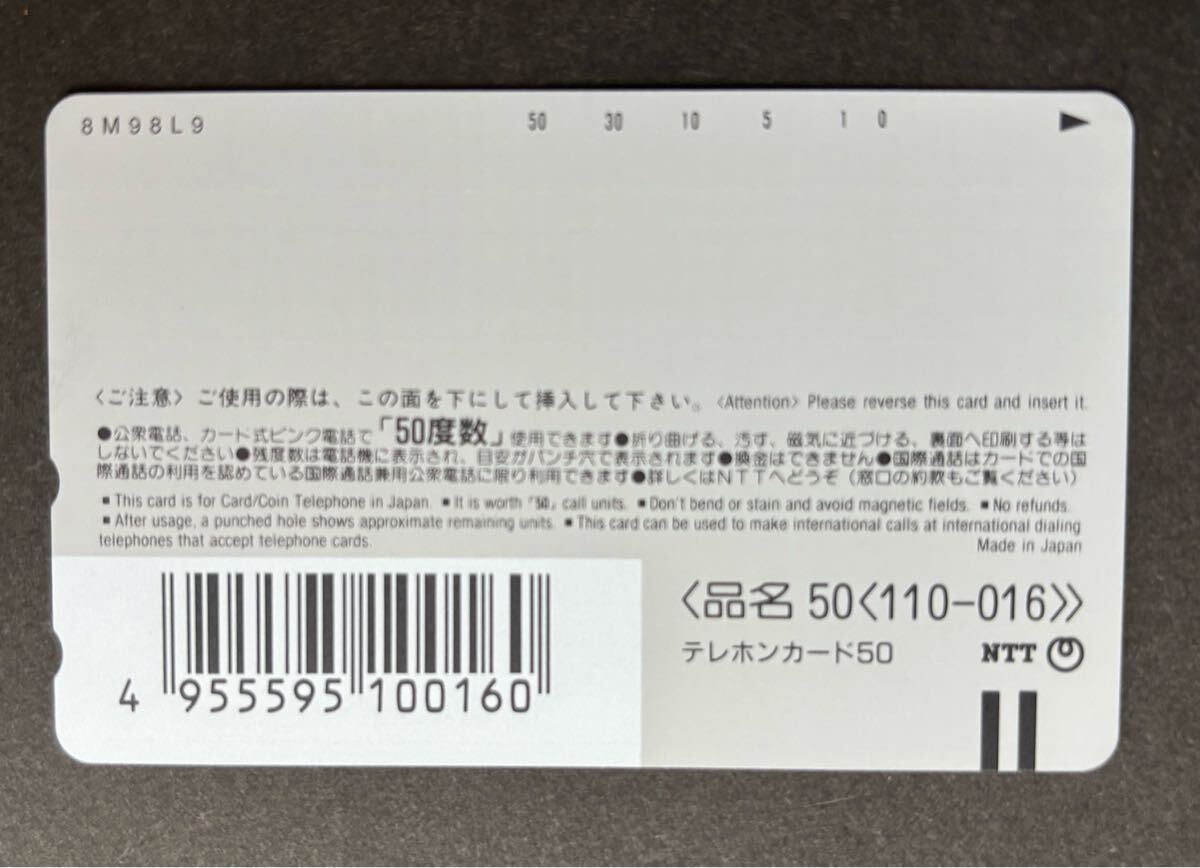 8M98L9 50 30 10 5 1 0
〈ご注意〉ご使用の際は、この面を下にして挿入して下さい。〈Attention〉Please reverse this card and insert it.
●公衆電話、カード式ピンク電話で「50度数」使用できます●折り曲げる、汚す、磁気に近づける、裏面へ印刷する等は
しないでください●残度数は電話機に表示され、目安がパンチ穴で表示されます●換金はできません●国際通話はカードでの国
際通話の利用を認めている国際通話兼用公衆電話に限り利用できます●詳しくはNTTへどうぞ（窓口の約款もご覧ください）
■This card is for Card/Coin Telephone in Japan. ■It is worth「50」call units. ■Don't bend or stain and avoid magnetic fields. ■No refunds.
■After usage, a punched hole shows approximate remaining units. ■This card can be used to make international calls at international dialing
telephones that accept telephone cards.
Made in Japan
〈品名 50〈110-016〉〉
テレホンカード50 NTT
4 955595 100160